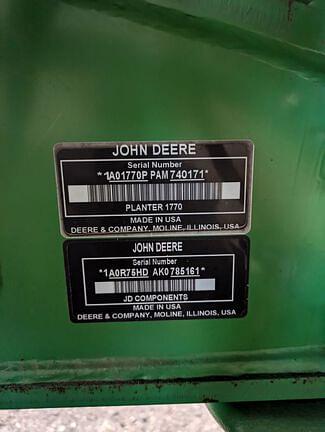 JOHN DEERE
Serial Number
*1A01770P PAM740171*
PLANTER 1770
MADE IN USA
DEERE & COMPANY, MOLINE, ILLINOIS, USA
JOHN DEERE
Serial Number
*1A0R75HD AK0785161*
JD COMPONENTS
MADE IN USA
DEERE & COMPANY, MOLINE, ILLINOIS, USA